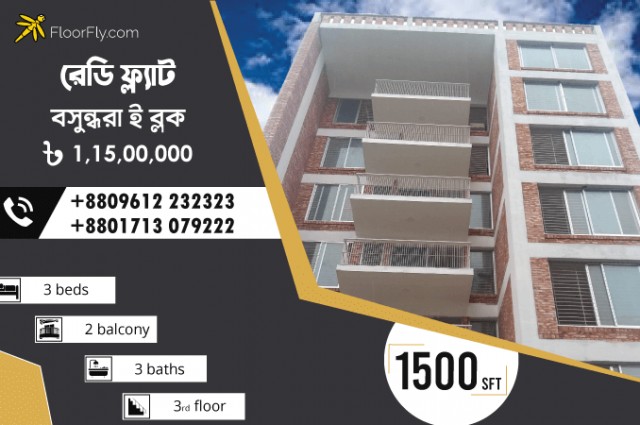 FloorFly.com
রেডি ফ্ল্যাট
বসুন্ধরা ই ব্লক
৳ 1,15,00,000
+8809612 232323
+8801713 079222
3 beds
2 balcony
3 baths
3rd floor
1500 SFT